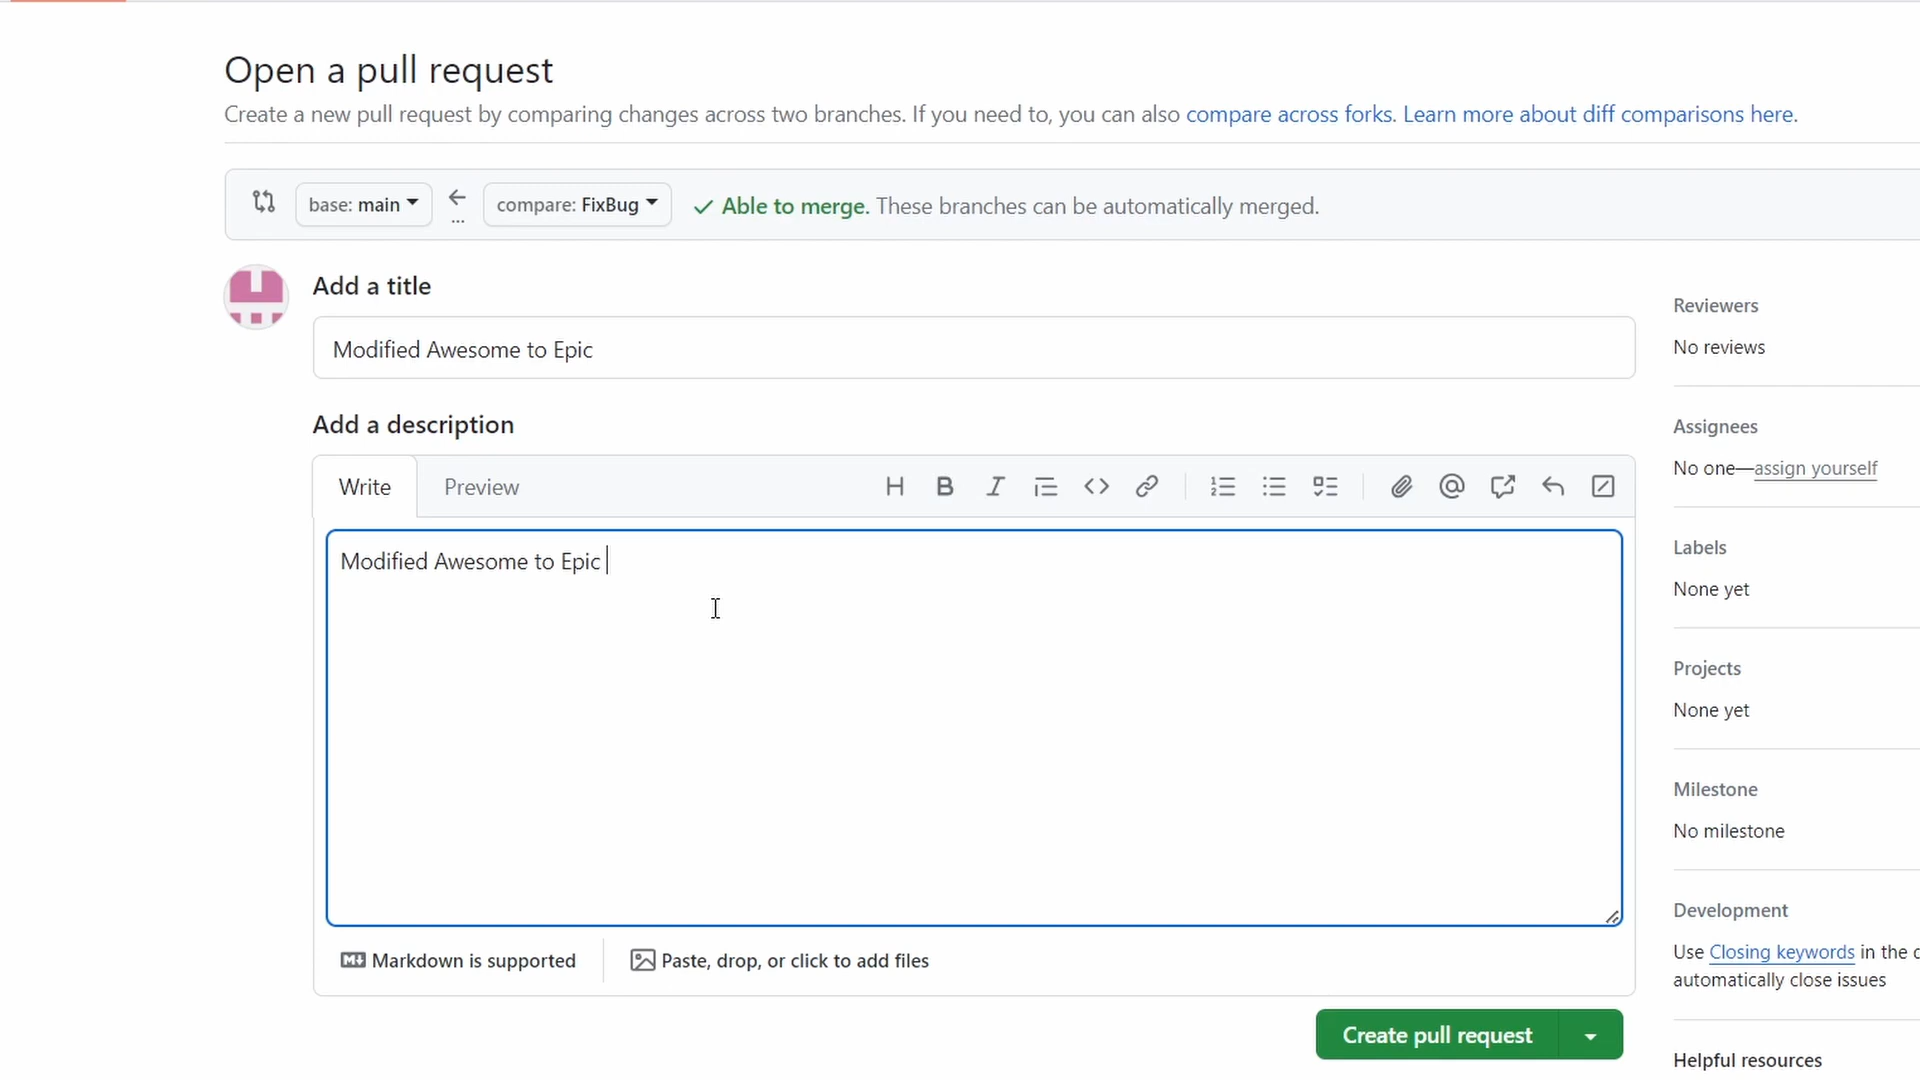 Open a pull request
Create a new pull request by comparing changes across two branches. If you need to, you can also compare across forks. Learn more about diff comparisons here.
base: main
...
compare: FixBug
Able to merge. These branches can be automatically merged.
Add a title
Modified Awesome to Epic
Add a description
Write
Preview
Modified Awesome to Epic
Markdown is supported
Paste, drop, or click to add files
Create pull request
Reviewers
No reviews
Assignees
No one—assign yourself
Labels
None yet
Projects
None yet
Milestone
No milestone
Development
Use Closing keywords in the
automatically close issues
Helpful resources